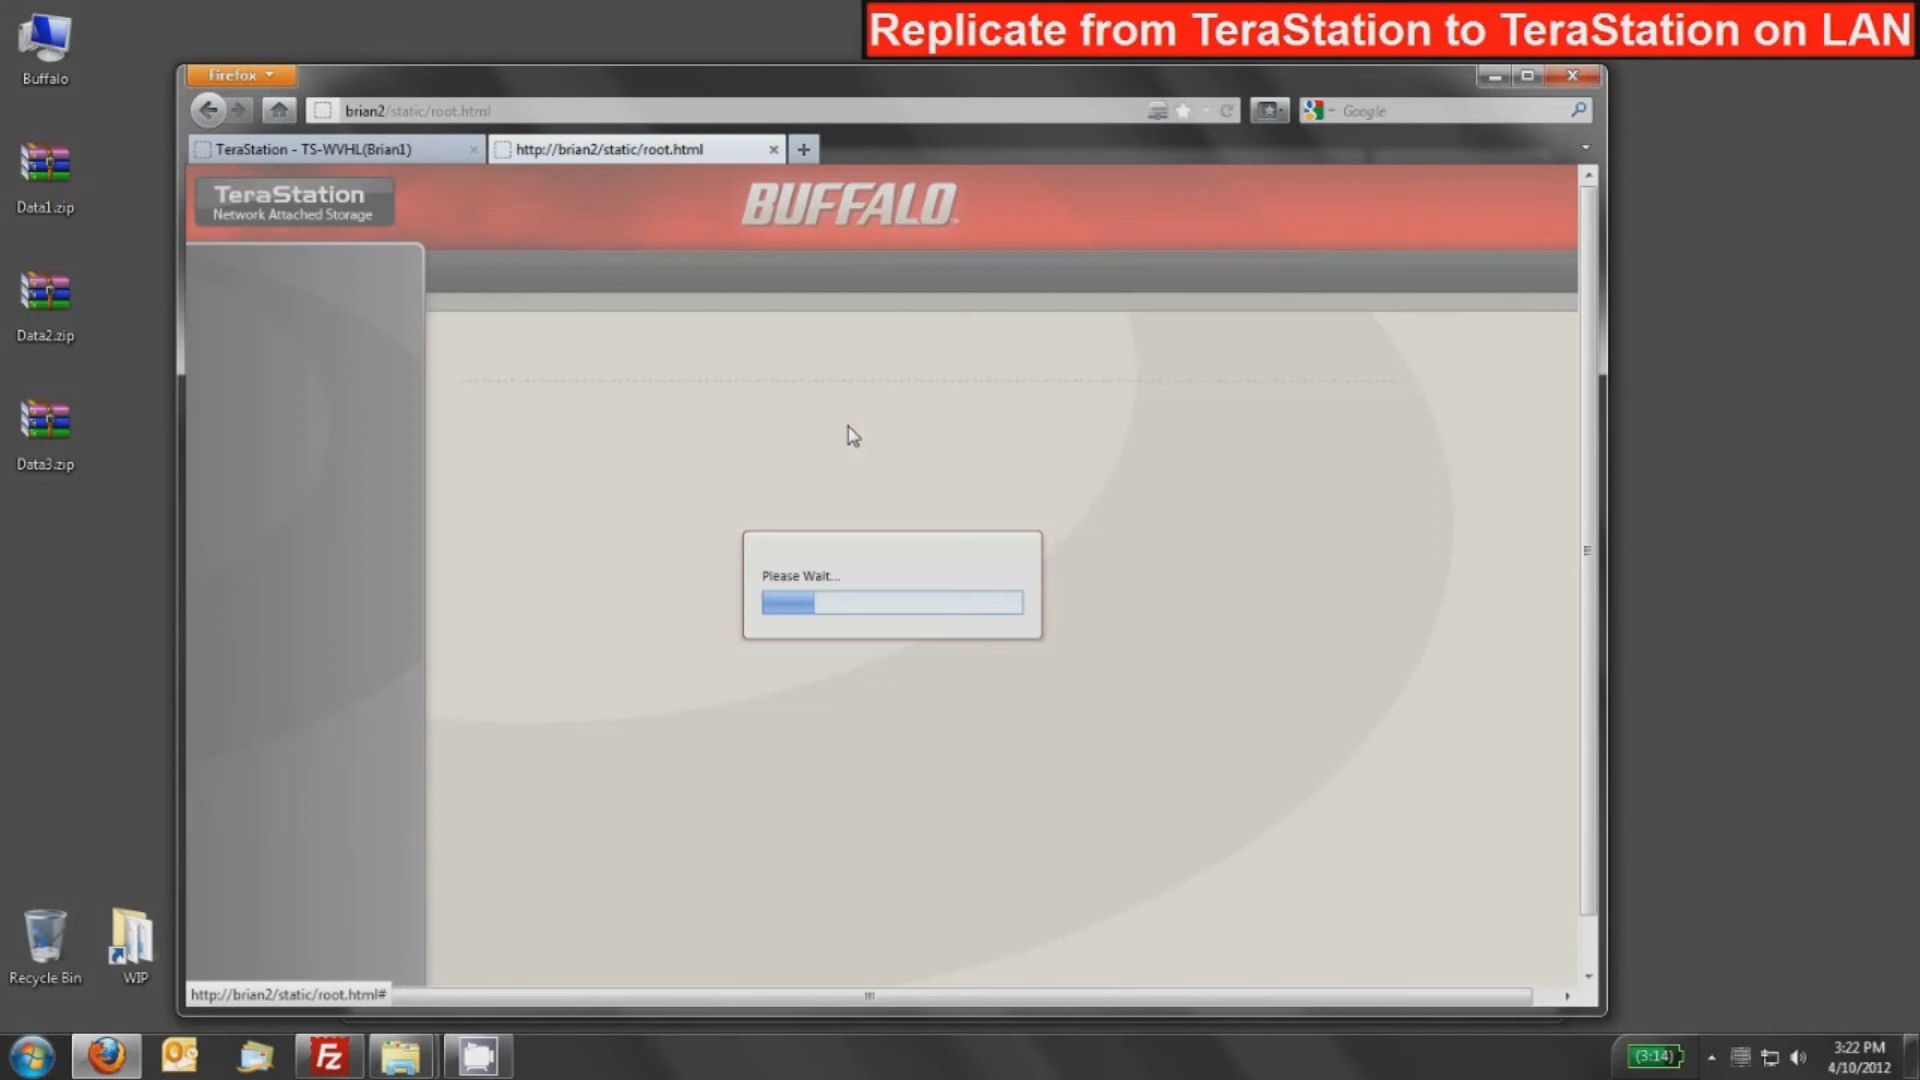 Replicate from TeraStation to TeraStation on LAN
Buffalo
Data1.zip
Data2.zip
Data3.zip
Recycle Bin
WIP
Firefox
brian2/static/root.html
Google
TeraStation - TS-WVHL(Brian1)
http://brian2/static/root.html
TeraStation
Network Attached Storage
BUFFALO
Please Wait...
http://brian2/static/root.html#
(3:14)
3:22 PM
4/10/2012